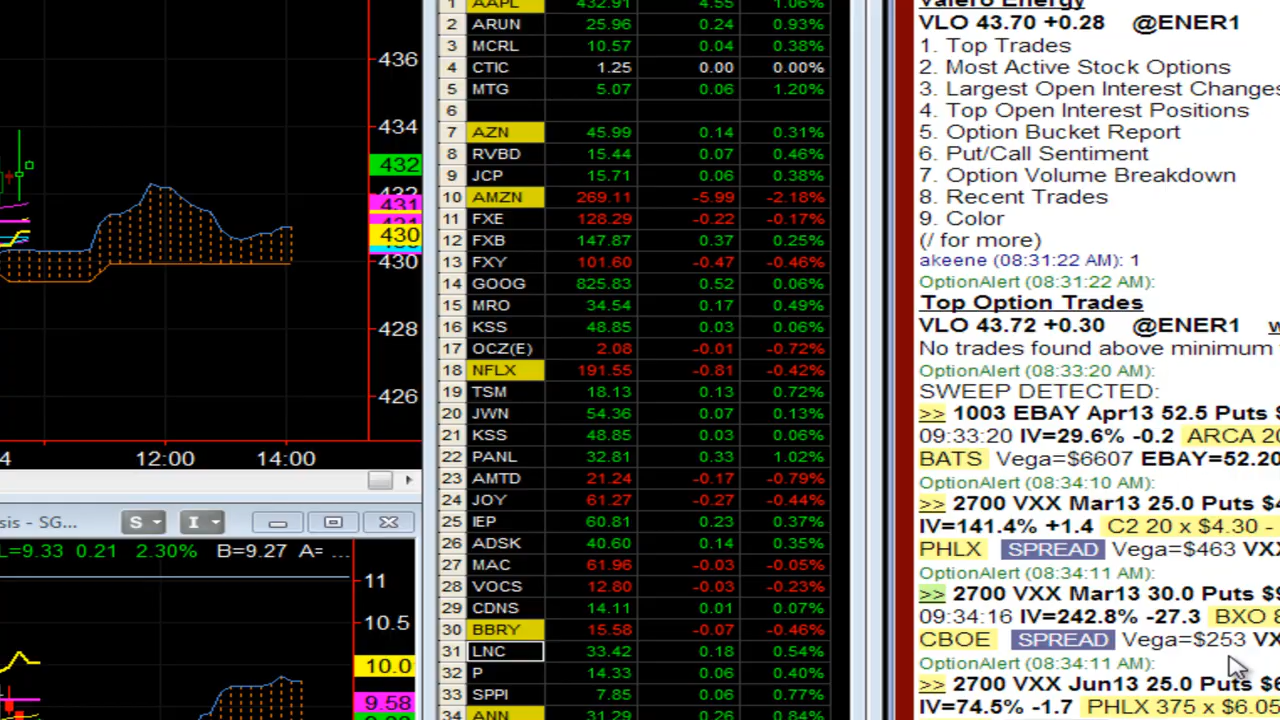 436
434
432
432
431
431
430
430
428
426
4
12:00
14:00
sis - SG...
S
I
L=9.33 0.21 2.30% B=9.27 A= ...
11
10.5
10.0
9.58
1 AAPL 432.91 4.55 1.06%
2 ARUN 25.96 0.24 0.93%
3 MCRL 10.57 0.04 0.38%
4 CTIC 1.25 0.00 0.00%
5 MTG 5.07 0.06 1.20%
6
7 AZN 45.99 0.14 0.31%
8 RVBD 15.44 0.07 0.46%
9 JCP 15.71 0.06 0.38%
10 AMZN 269.11 -5.99 -2.18%
11 FXE 128.29 -0.22 -0.17%
12 FXB 147.87 0.37 0.25%
13 FXY 101.60 -0.47 -0.46%
14 GOOG 825.83 0.52 0.06%
15 MRO 34.54 0.17 0.49%
16 KSS 48.85 0.03 0.06%
17 OCZ(E) 2.08 -0.01 -0.72%
18 NFLX 191.55 -0.81 -0.42%
19 TSM 18.13 0.13 0.72%
20 JWN 54.36 0.07 0.13%
21 KSS 48.85 0.03 0.06%
22 PANL 32.81 0.33 1.02%
23 AMTD 21.24 -0.17 -0.79%
24 JOY 61.27 -0.27 -0.44%
25 IEP 60.81 0.23 0.37%
26 ADSK 40.60 0.14 0.35%
27 MAC 61.96 -0.03 -0.05%
28 VOCS 12.80 -0.03 -0.23%
29 CDNS 14.11 0.01 0.07%
30 BBRY 15.58 -0.07 -0.46%
31 LNC 33.42 0.18 0.54%
32 P 14.33 0.06 0.40%
33 SPPI 7.85 0.06 0.77%
34 ANN 31.29 0.26 0.84%
Valero Energy
VLO 43.70 +0.28 @ENER1
1. Top Trades
2. Most Active Stock Options
3. Largest Open Interest Changes
4. Top Open Interest Positions
5. Option Bucket Report
6. Put/Call Sentiment
7. Option Volume Breakdown
8. Recent Trades
9. Color
(/ for more)
akeene (08:31:22 AM): 1
OptionAlert (08:31:22 AM):
Top Option Trades
VLO 43.72 +0.30 @ENER1 w
No trades found above minimum
OptionAlert (08:33:20 AM):
SWEEP DETECTED:
>> 1003 EBAY Apr13 52.5 Puts $
09:33:20 IV=29.6% -0.2 ARCA 20
BATS Vega=$6607 EBAY=52.20
OptionAlert (08:34:10 AM):
>> 2700 VXX Mar13 25.0 Puts $4
IV=141.4% +1.4 C2 20 x $4.30 -
PHLX SPREAD Vega=$463 VX
OptionAlert (08:34:11 AM):
>> 2700 VXX Mar13 30.0 Puts $9
09:34:16 IV=242.8% -27.3 BXO 8
CBOE SPREAD Vega=$253 VX
OptionAlert (08:34:11 AM):
>> 2700 VXX Jun13 25.0 Puts $6
IV=74.5% -1.7 PHLX 375 x $6.05